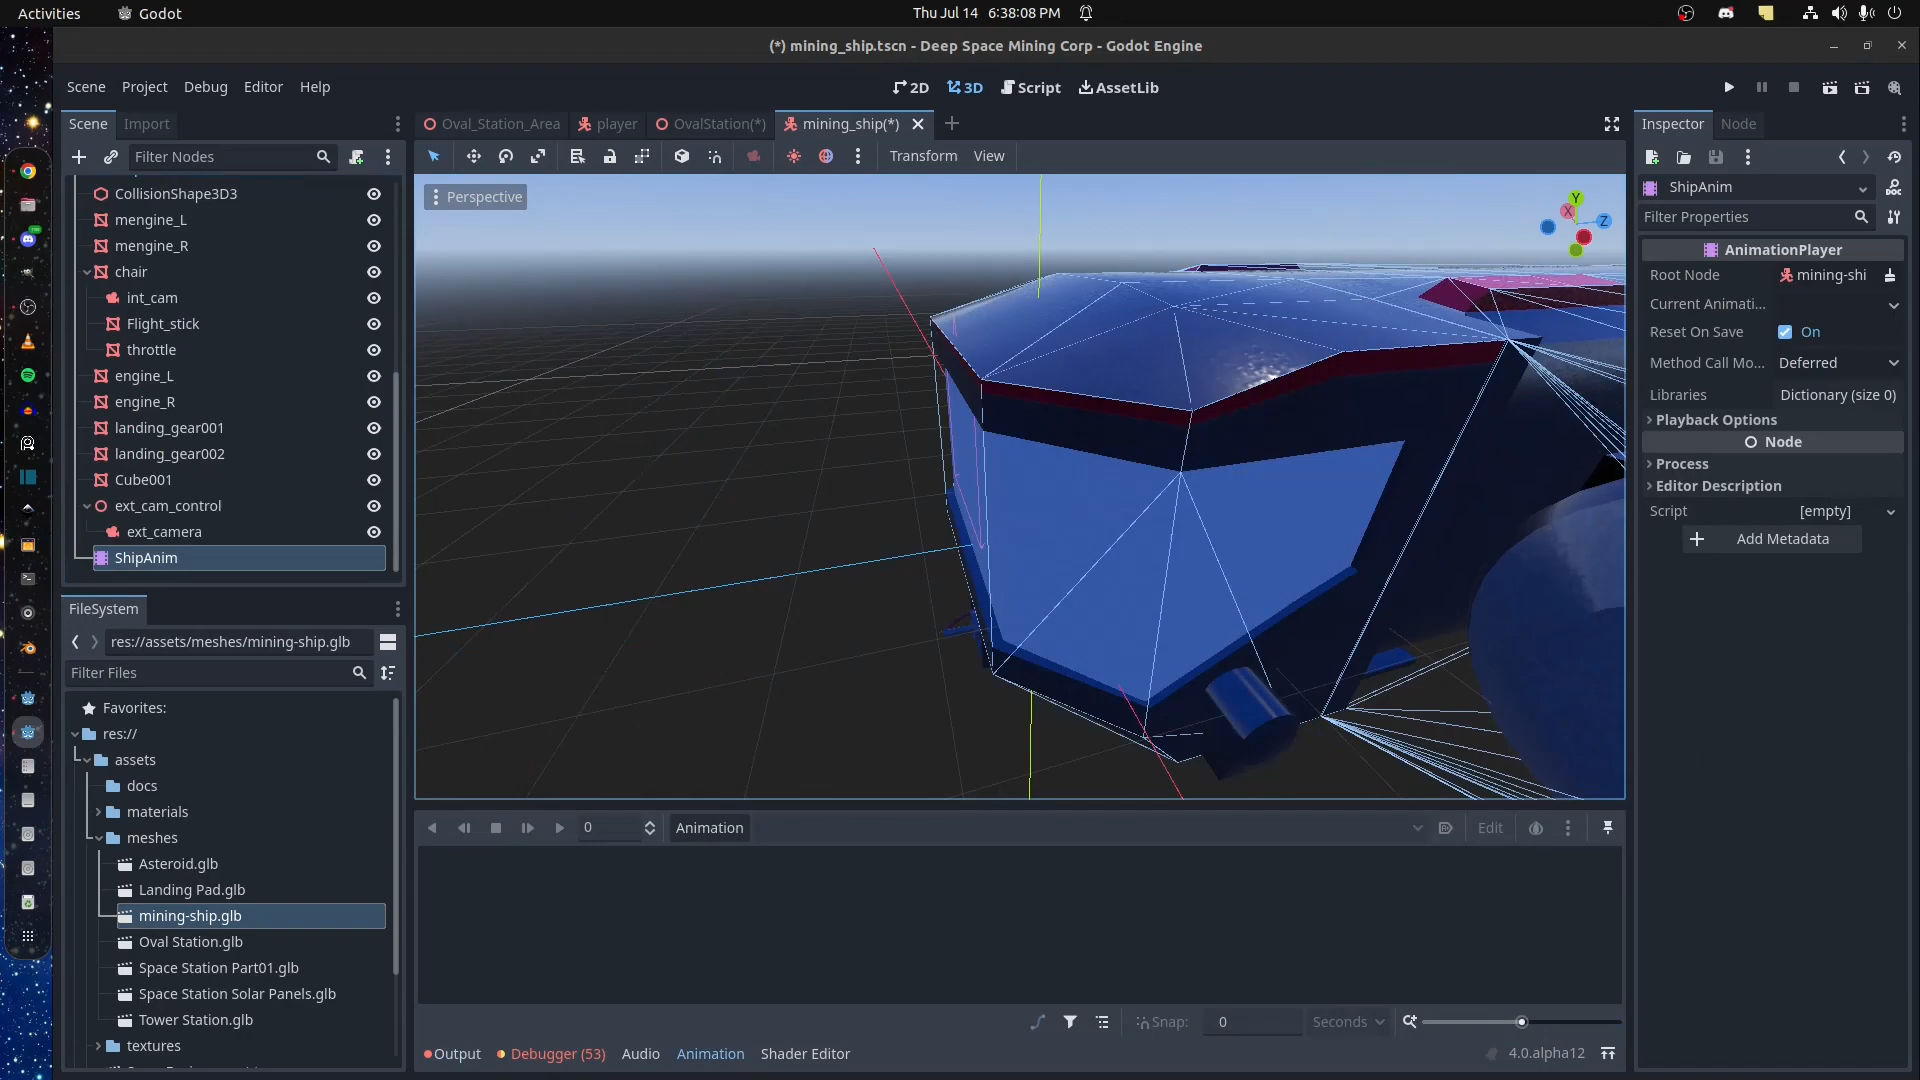 Activities
Godot
Thu Jul 14 6:38:08 PM
(*) mining_ship.tscn - Deep Space Mining Corp - Godot Engine
Scene Project Debug Editor Help
2D 3D Script AssetLib
Scene Import
Filter Nodes
CollisionShape3D3
mengine_L
mengine_R
chair
int_cam
Flight_stick
throttle
engine_L
engine_R
landing_gear001
landing_gear002
Cube001
ext_cam_control
ext_camera
ShipAnim
FileSystem
res://assets/meshes/mining-ship.glb
Filter Files
Favorites:
res://
assets
docs
materials
meshes
Asteroid.glb
Landing Pad.glb
mining-ship.glb
Oval Station.glb
Space Station Part01.glb
Space Station Solar Panels.glb
Tower Station.glb
textures
Oval_Station_Area player OvalStation(*) mining_ship(*)
Transform View
Perspective
Y
X
Z
0
Animation
Edit
Snap: 0 Seconds
Output Debugger (53) Audio Animation Shader Editor
4.0.alpha12
Inspector Node
ShipAnim
Filter Properties
AnimationPlayer
Root Node mining-shi
Current Animati...
Reset On Save On
Method Call Mo... Deferred
Libraries Dictionary (size 0)
Playback Options
Node
Process
Editor Description
Script [empty]
Add Metadata